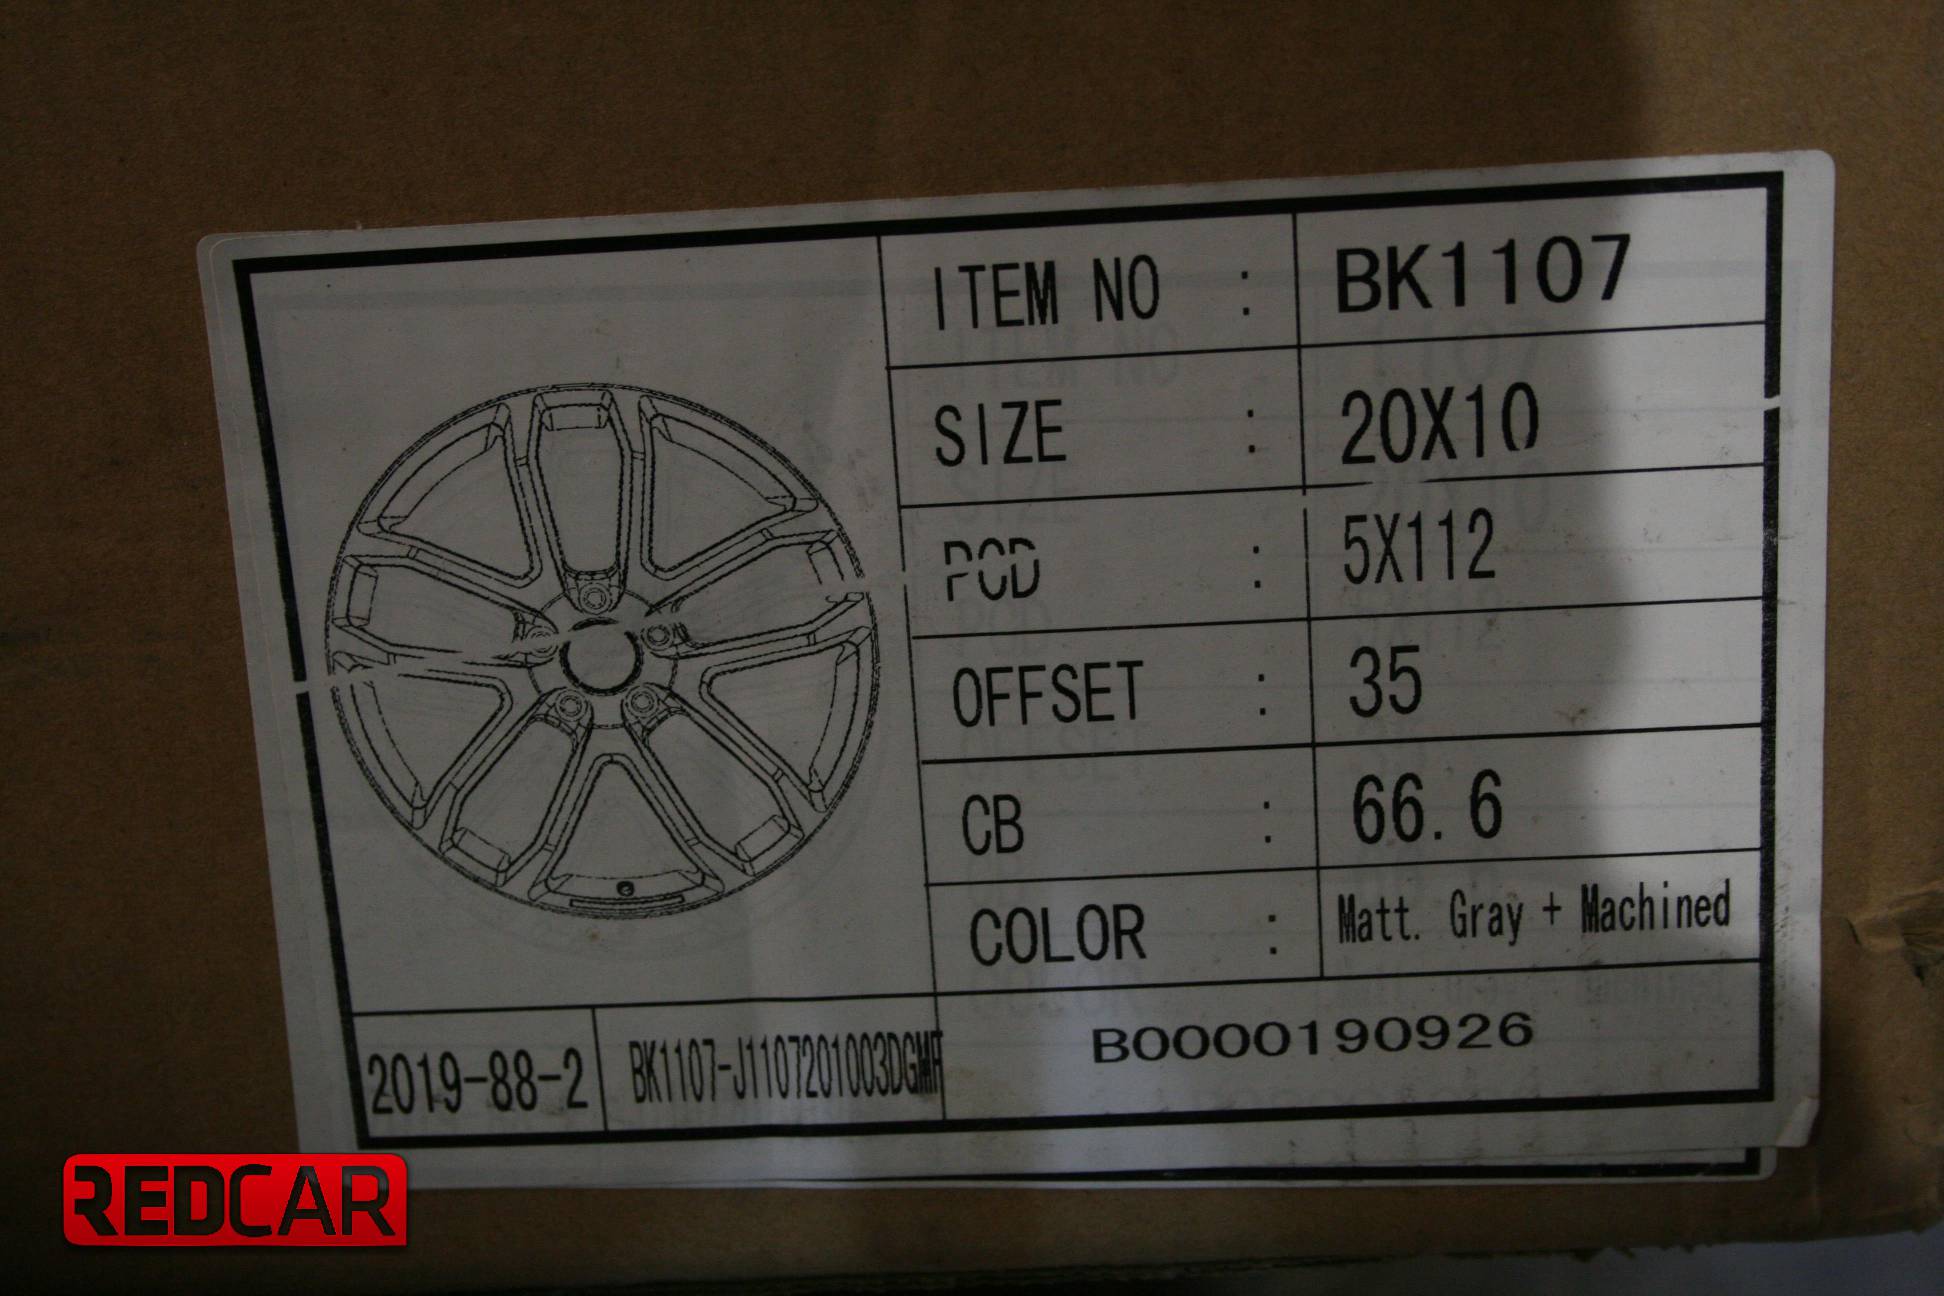 ITEM NO : BK1107
SIZE : 20X10
PCD : 5X112
OFFSET : 35
CB : 66.6
COLOR : Matt. Gray + Machined
2019-88-2 BK1107-J1107201003DGMF B0000190926
REDCAR